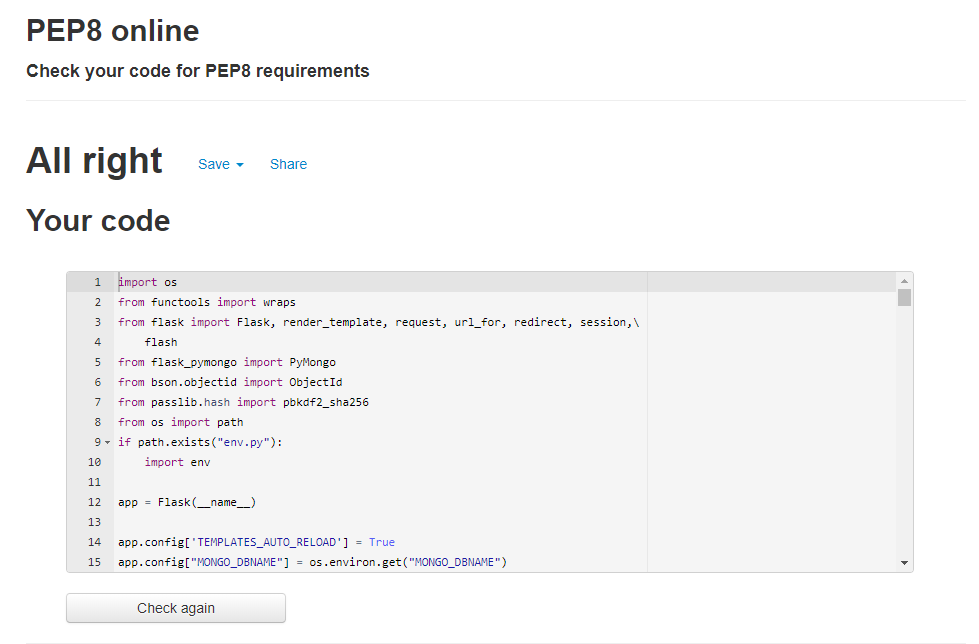 PEP8 online
Check your code for PEP8 requirements
All right Save Share
Your code
1 import os
2 from functools import wraps
3 from flask import Flask, render_template, request, url_for, redirect, session,\
4     flash
5 from flask_pymongo import PyMongo
6 from bson.objectid import ObjectId
7 from passlib.hash import pbkdf2_sha256
8 from os import path
9 if path.exists("env.py"):
10     import env
11
12 app = Flask(__name__)
13
14 app.config['TEMPLATES_AUTO_RELOAD'] = True
15 app.config["MONGO_DBNAME"] = os.environ.get("MONGO_DBNAME")
Check again